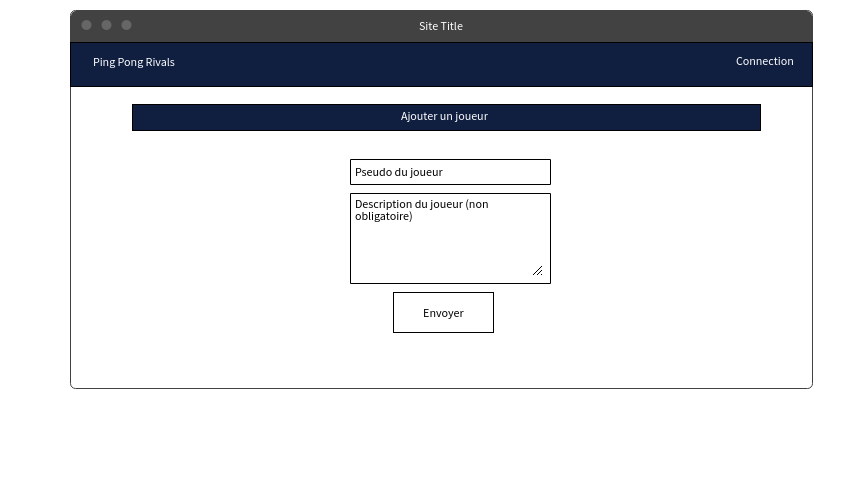 Site Title
Ping Pong Rivals
Connection
Ajouter un joueur
Pseudo du joueur
Description du joueur (non
obligatoire)
Envoyer